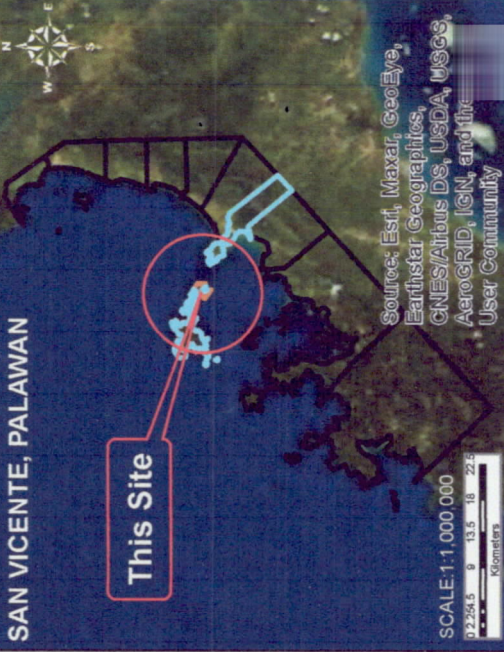 SAN VICENTE, PALAWAN
N
E
W
S
This Site
SCALE:1:1,000,000
0 2.254.5 9 13.5 18 22.5
Kilometers
Source: Esri, Maxar, GeoEye,
Earthstar Geographics,
CNES/Airbus DS, USDA, USGS,
AeroGRID, IGN, and the
User Community